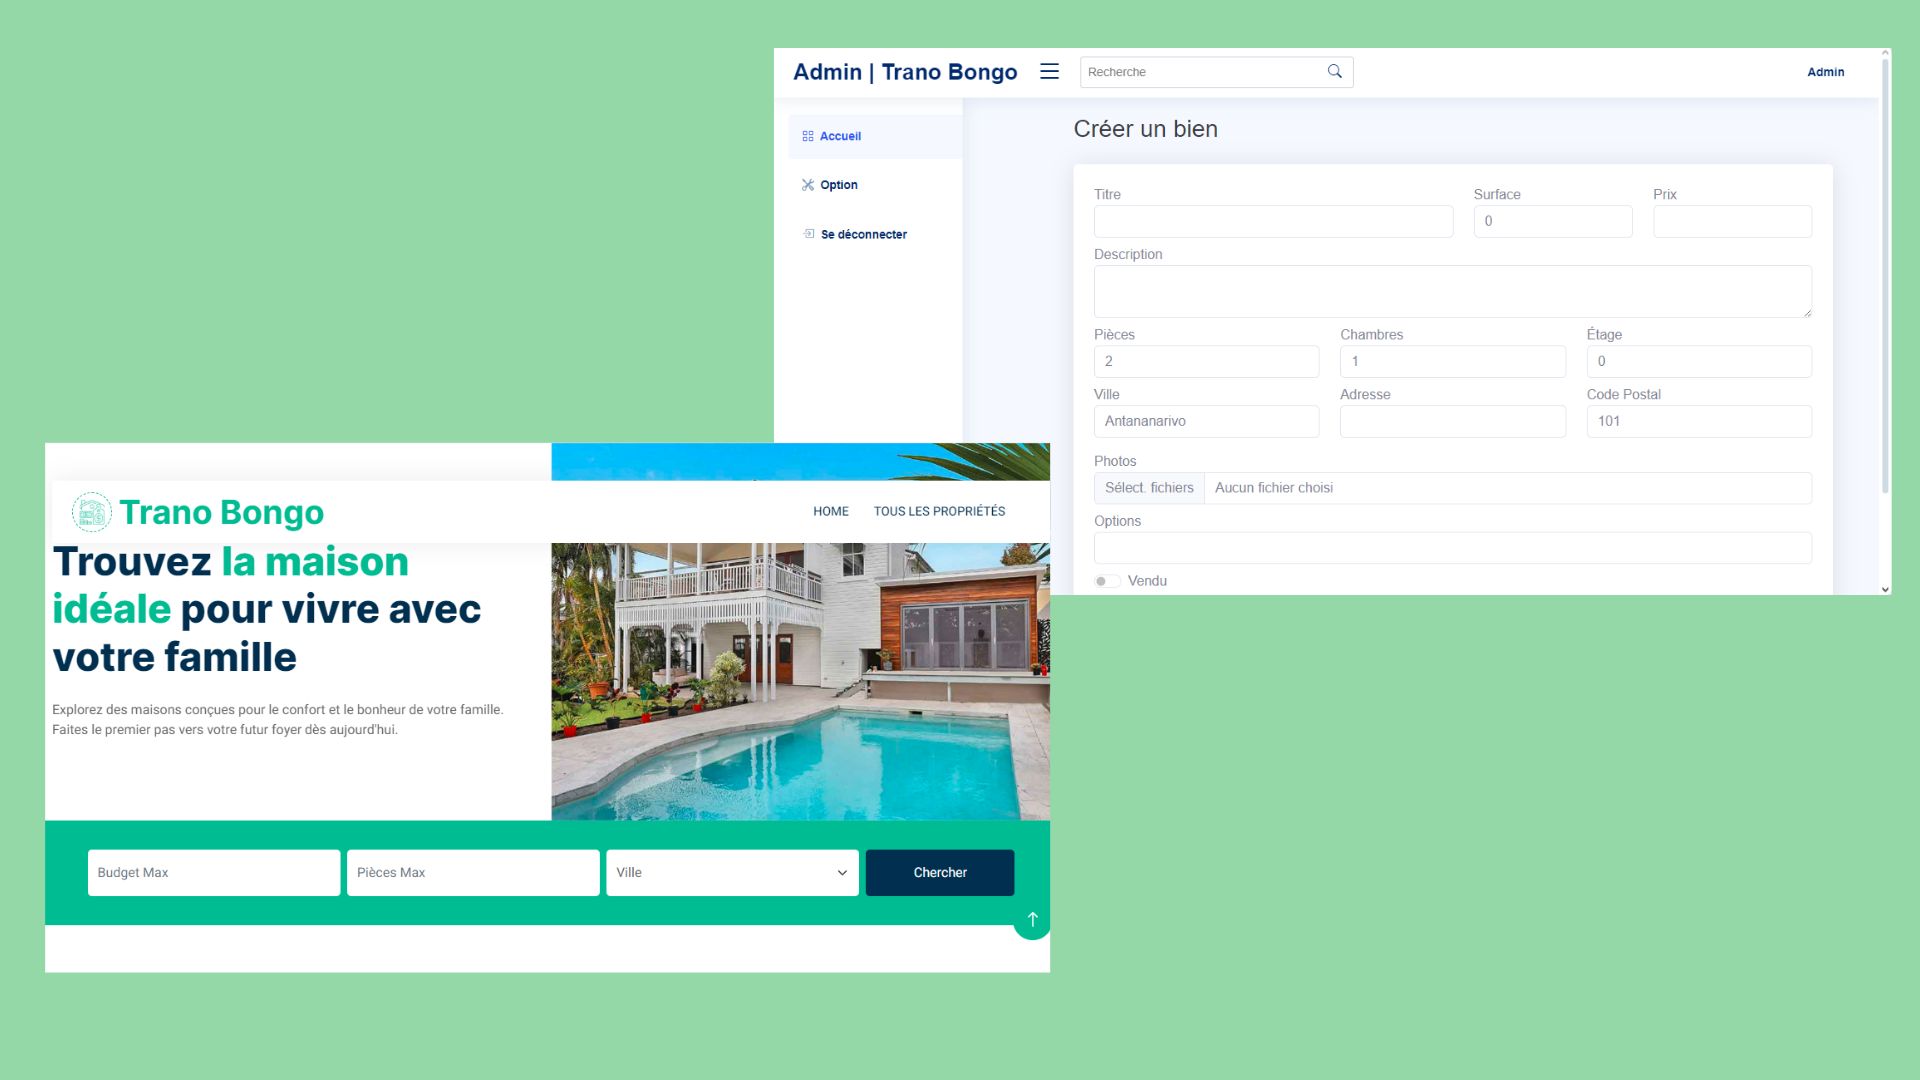 Admin | Trano Bongo
Recherche
Admin
Accueil
Option
Se déconnecter
Créer un bien
Titre
Surface
Prix
0
Description
Pièces
Chambres
Étage
2
1
0
Ville
Adresse
Code Postal
Antananarivo
101
Photos
Sélect. fichiers
Aucun fichier choisi
Options
Vendu
Trano Bongo
HOME
TOUS LES PROPRIÉTÉS
Trouvez la maison
idéale pour vivre avec
votre famille
Explorez des maisons conçues pour le confort et le bonheur de votre famille.
Faites le premier pas vers votre futur foyer dès aujourd'hui.
Budget Max
Pièces Max
Ville
Chercher